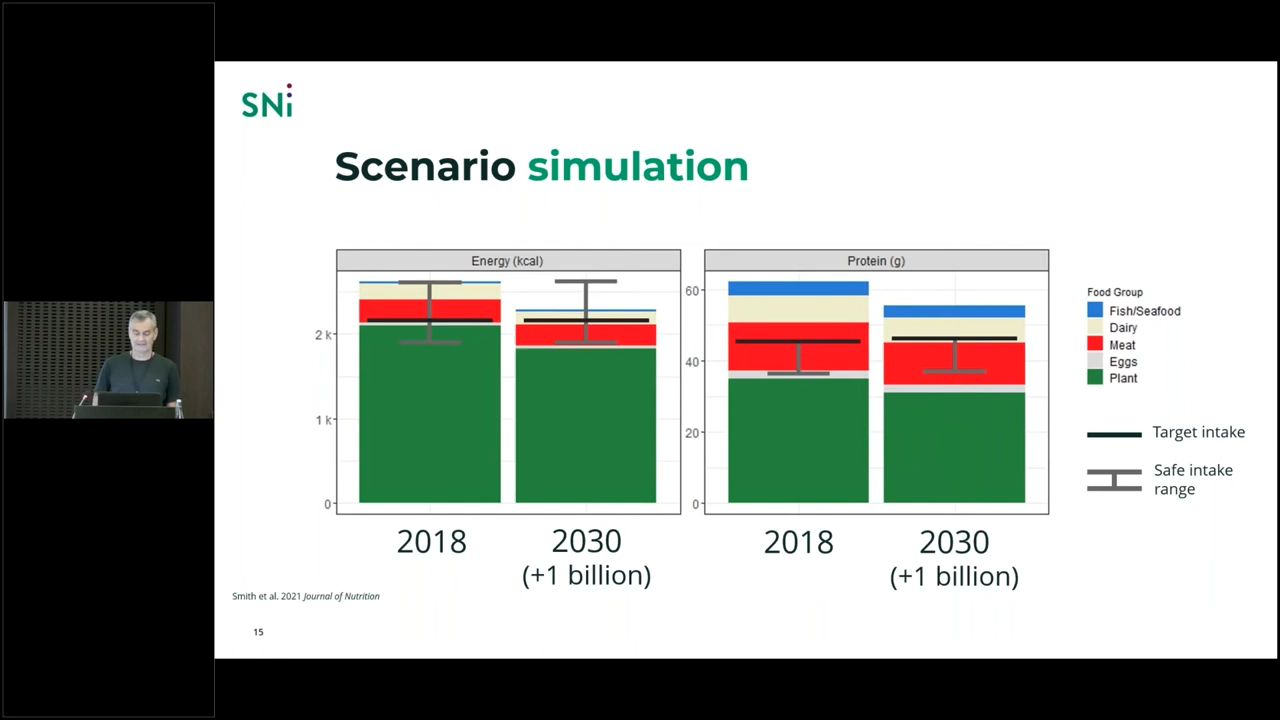 SNi
Scenario simulation
Energy (kcal)
Protein (g)
2 k
1 k
0
60
40
20
0
2018
2030
(+1 billion)
2018
2030
(+1 billion)
Food Group
Fish/Seafood
Dairy
Meat
Eggs
Plant
Target intake
Safe intake
range
Smith et al. 2021 Journal of Nutrition
15